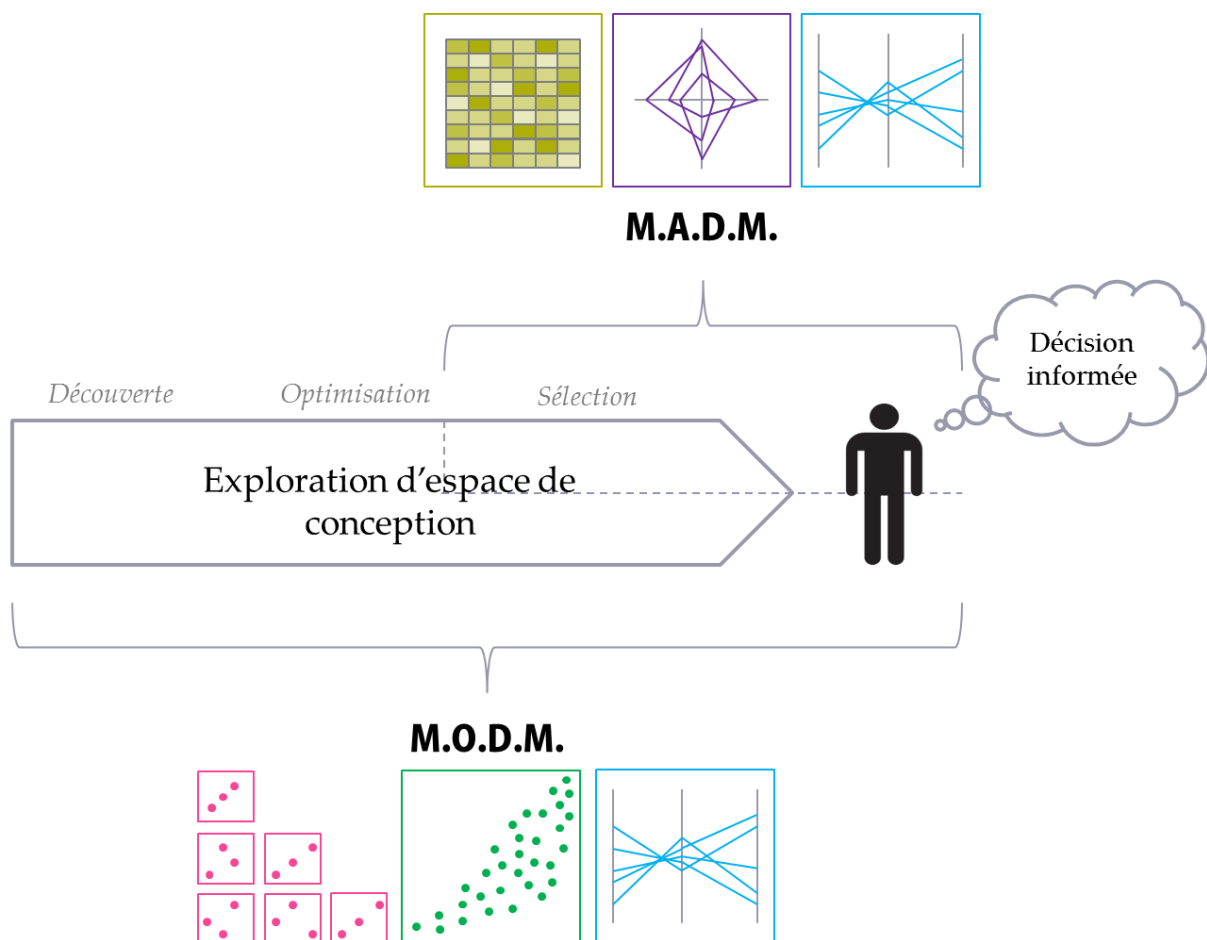 M.A.D.M.
Décision
informée
Découverte
Optimisation
Sélection
Exploration d'espace de
conception
M.O.D.M.